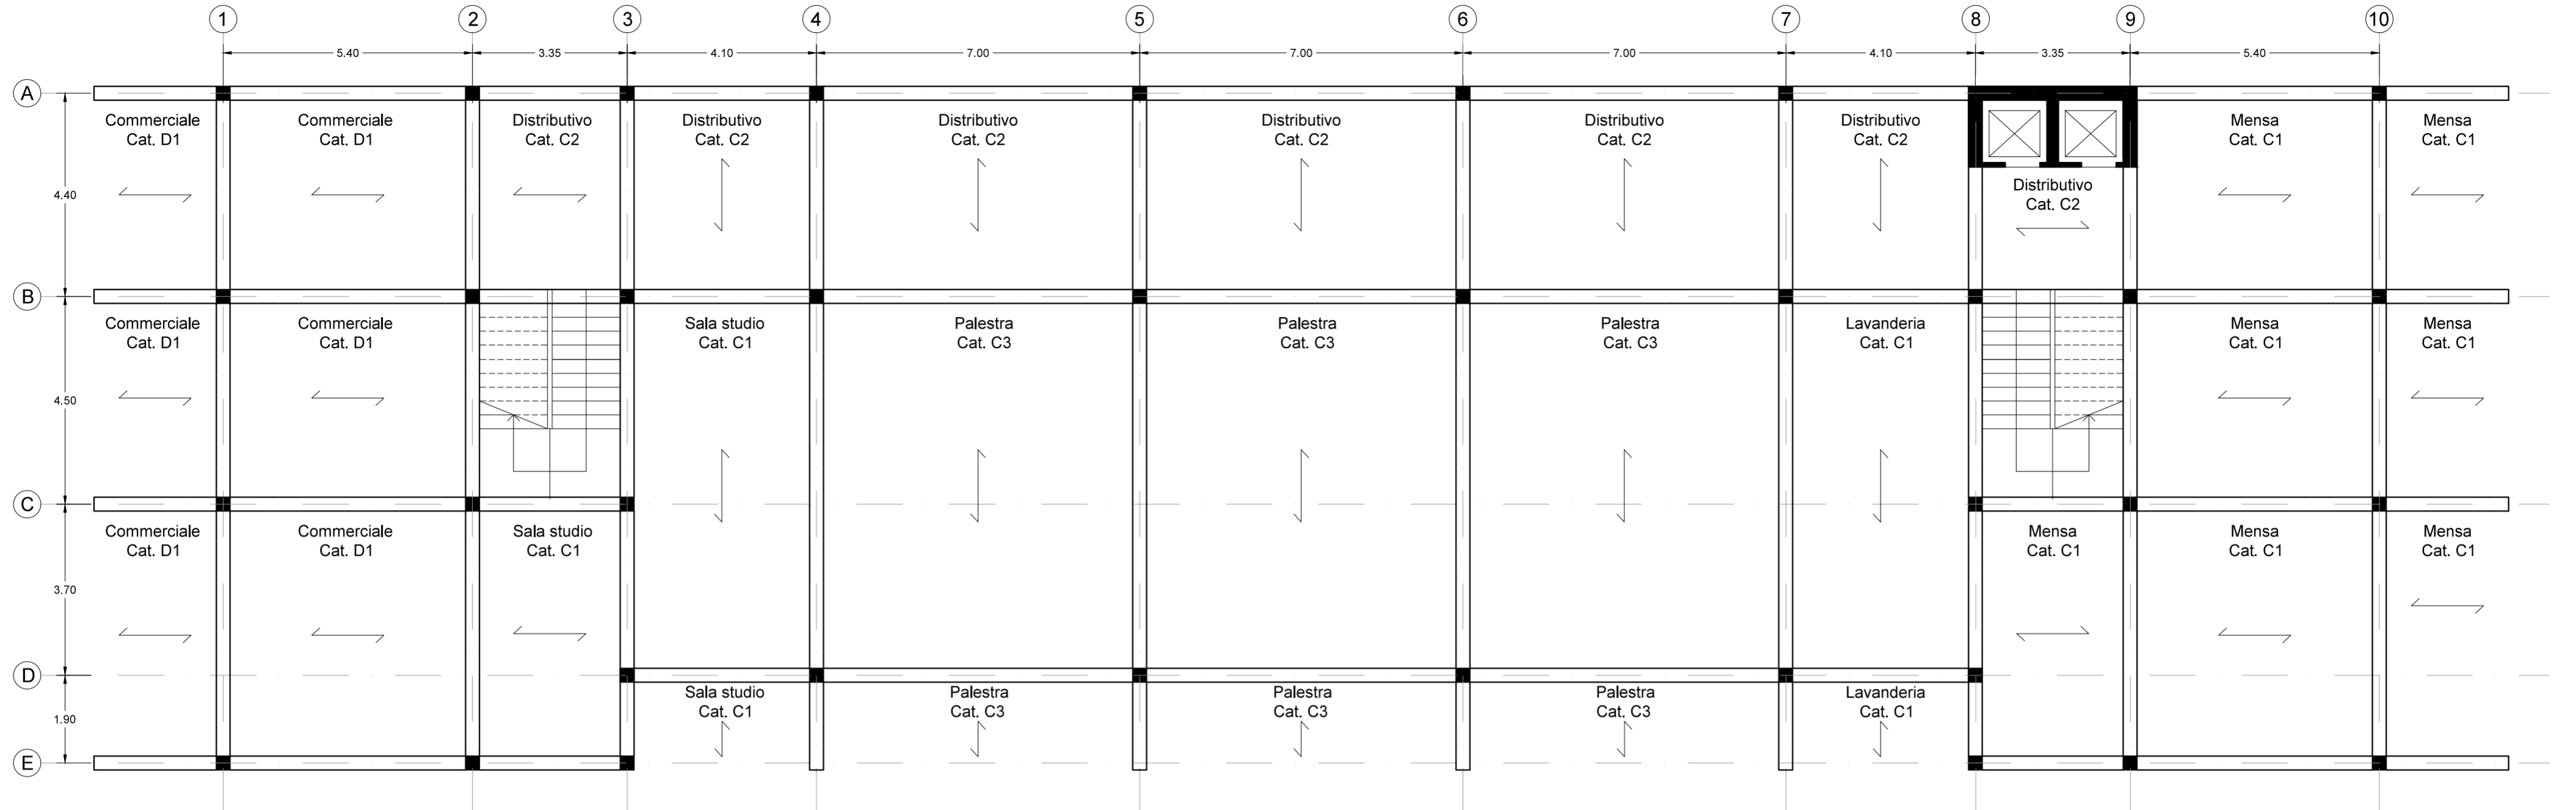 1 2 3 4 5 6 7 8 9 10
5.40 3.35 4.10 7.00 7.00 7.00 4.10 3.35 5.40
A
Commerciale Commerciale Distributivo Distributivo Distributivo Distributivo Distributivo Distributivo Mensa Mensa
Cat. D1 Cat. D1 Cat. C2 Cat. C2 Cat. C2 Cat. C2 Cat. C2 Cat. C2 Cat. C1 Cat. C1
Distributivo
Cat. C2
4.40
B
Commerciale Commerciale Sala studio Palestra Palestra Palestra Lavanderia Mensa Mensa
Cat. D1 Cat. D1 Cat. C1 Cat. C3 Cat. C3 Cat. C3 Cat. C1 Cat. C1 Cat. C1
4.50
C
Commerciale Commerciale Sala studio Mensa Mensa Mensa
Cat. D1 Cat. D1 Cat. C1 Cat. C1 Cat. C1 Cat. C1
3.70
D
Sala studio Palestra Palestra Palestra Lavanderia
Cat. C1 Cat. C3 Cat. C3 Cat. C3 Cat. C1
1.90
E